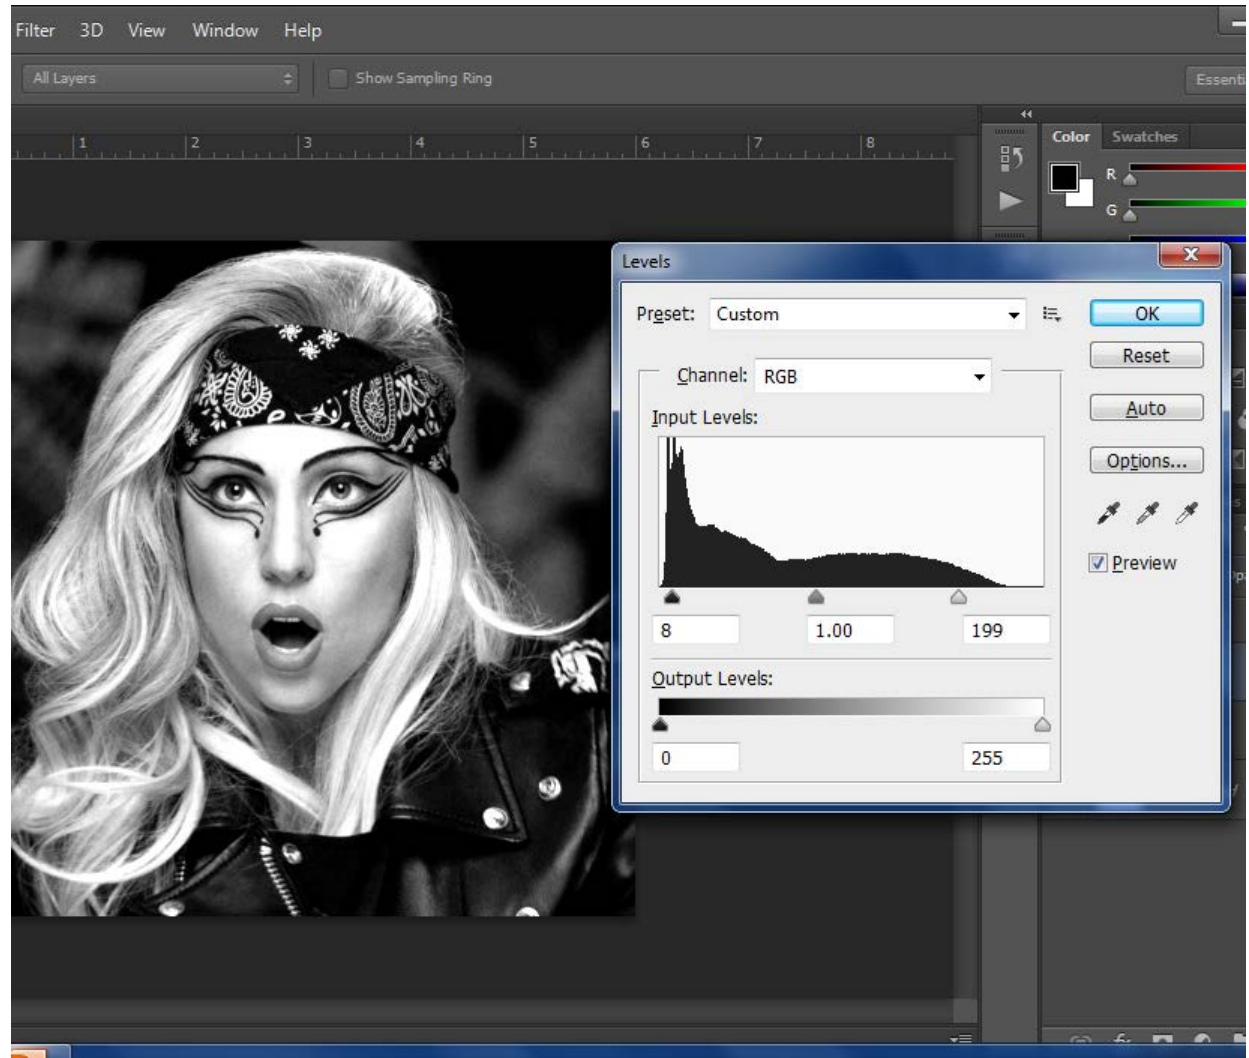 Filter 3D View Window Help
All Layers Show Sampling Ring
1 2 3 4 5 6 7 8
Color Swatches
R
G
Levels
Preset: Custom
OK
Reset
Channel: RGB
Auto
Input Levels:
Options...
Preview
8 1.00 199
Output Levels:
0 255
fx